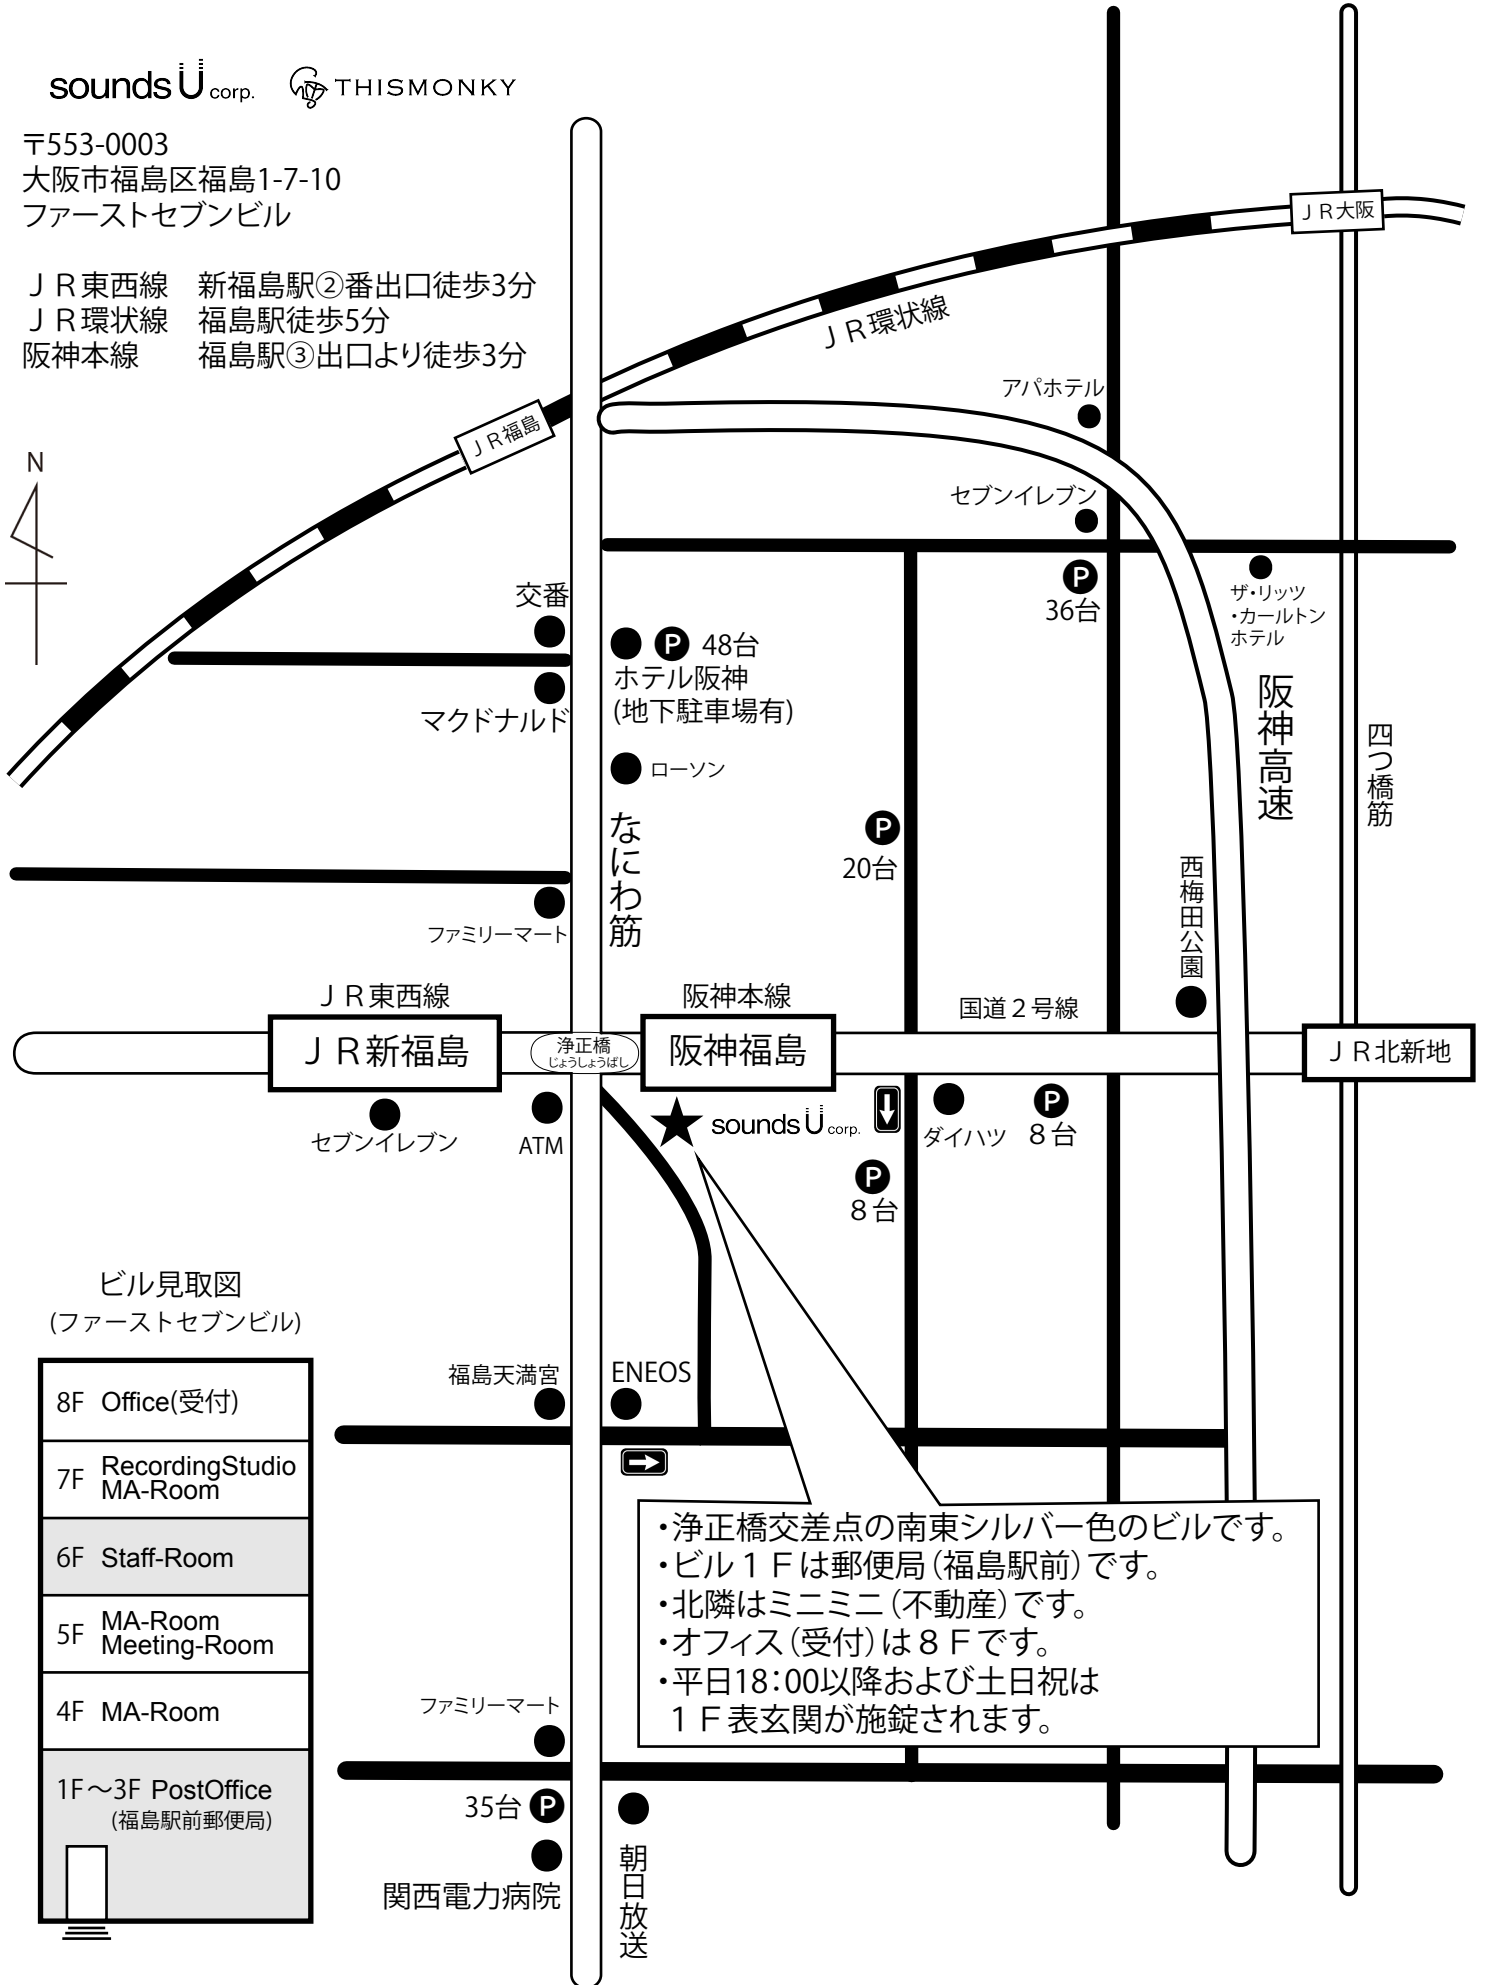 sounds U corp. THISMONKY
〒553-0003
大阪市福島区福島1-7-10
ファーストセブンビル
ＪＲ東西線　新福島駅②番出口徒歩3分
ＪＲ環状線　福島駅徒歩5分
阪神本線　　福島駅③出口より徒歩3分
N
ＪＲ大阪
ＪＲ環状線
ＪＲ福島
アパホテル
セブンイレブン
P
36台
ザ・リッツ
・カールトン
ホテル
交番
マクドナルド
P 48台
ホテル阪神
(地下駐車場有)
ローソン
なにわ筋
阪神高速
四つ橋筋
P
20台
西梅田公園
ファミリーマート
ＪＲ東西線
ＪＲ新福島
浄正橋
じょうしょうばし
阪神本線
阪神福島
国道２号線
ＪＲ北新地
セブンイレブン
ATM
sounds U corp.
ダイハツ
P
８台
P
８台
ビル見取図
(ファーストセブンビル)
8F Office(受付)
7F RecordingStudio
MA-Room
6F Staff-Room
5F MA-Room
Meeting-Room
4F MA-Room
1F～3F PostOffice
(福島駅前郵便局)
福島天満宮
ENEOS
・浄正橋交差点の南東シルバー色のビルです。
・ビル１Ｆは郵便局（福島駅前）です。
・北隣はミニミニ（不動産）です。
・オフィス（受付）は８Ｆです。
・平日18：00以降および土日祝は
１Ｆ表玄関が施錠されます。
ファミリーマート
35台 P
関西電力病院
朝日放送